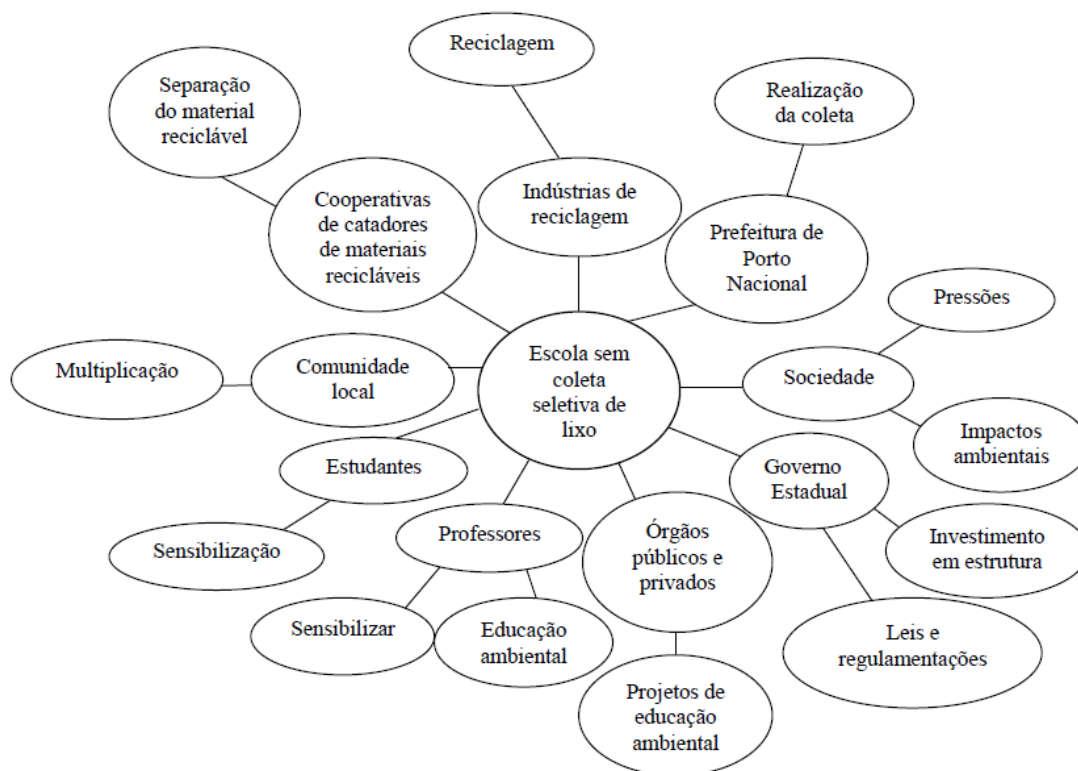 Reciclagem
Separação
do material
reciclável
Realização
da coleta
Cooperativas
de catadores
de materiais
recicláveis
Indústrias de
reciclagem
Prefeitura de
Porto
Nacional
Pressões
Multiplicação
Comunidade
local
Escola sem
coleta
seletiva de
lixo
Sociedade
Impactos
ambientais
Estudantes
Governo
Estadual
Sensibilização
Professores
Órgãos
públicos e
privados
Investimento
em estrutura
Sensibilizar
Educação
ambiental
Leis e
regulamentações
Projetos de
educação
ambiental